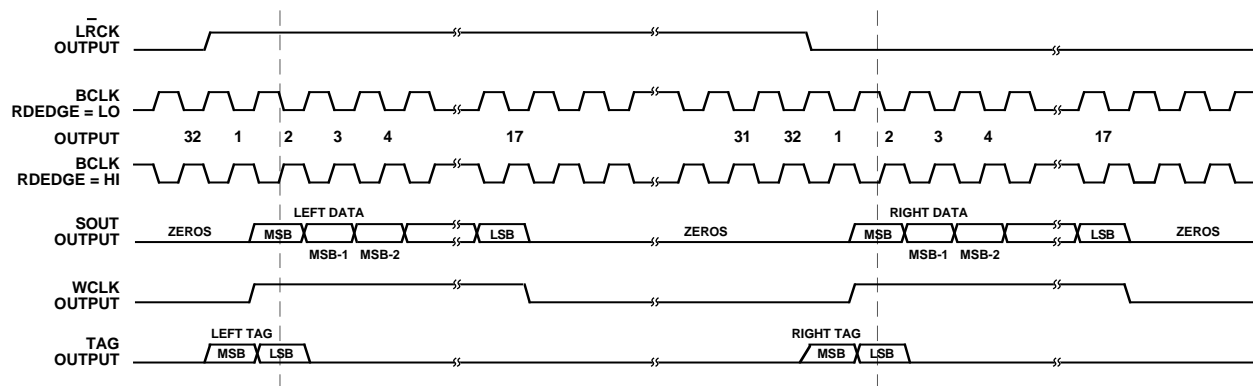 LRCK
OUTPUT
BCLK
RDEDGE = LO
OUTPUT
32 1 2 3 4 17 31 32 1 2 3 4 17
BCLK
RDEDGE = HI
SOUT
OUTPUT
ZEROS
LEFT DATA
MSB
MSB-1
MSB-2
LSB
ZEROS
RIGHT DATA
MSB
MSB-1
MSB-2
LSB
ZEROS
WCLK
OUTPUT
TAG
OUTPUT
LEFT TAG
MSB LSB
RIGHT TAG
MSB LSB